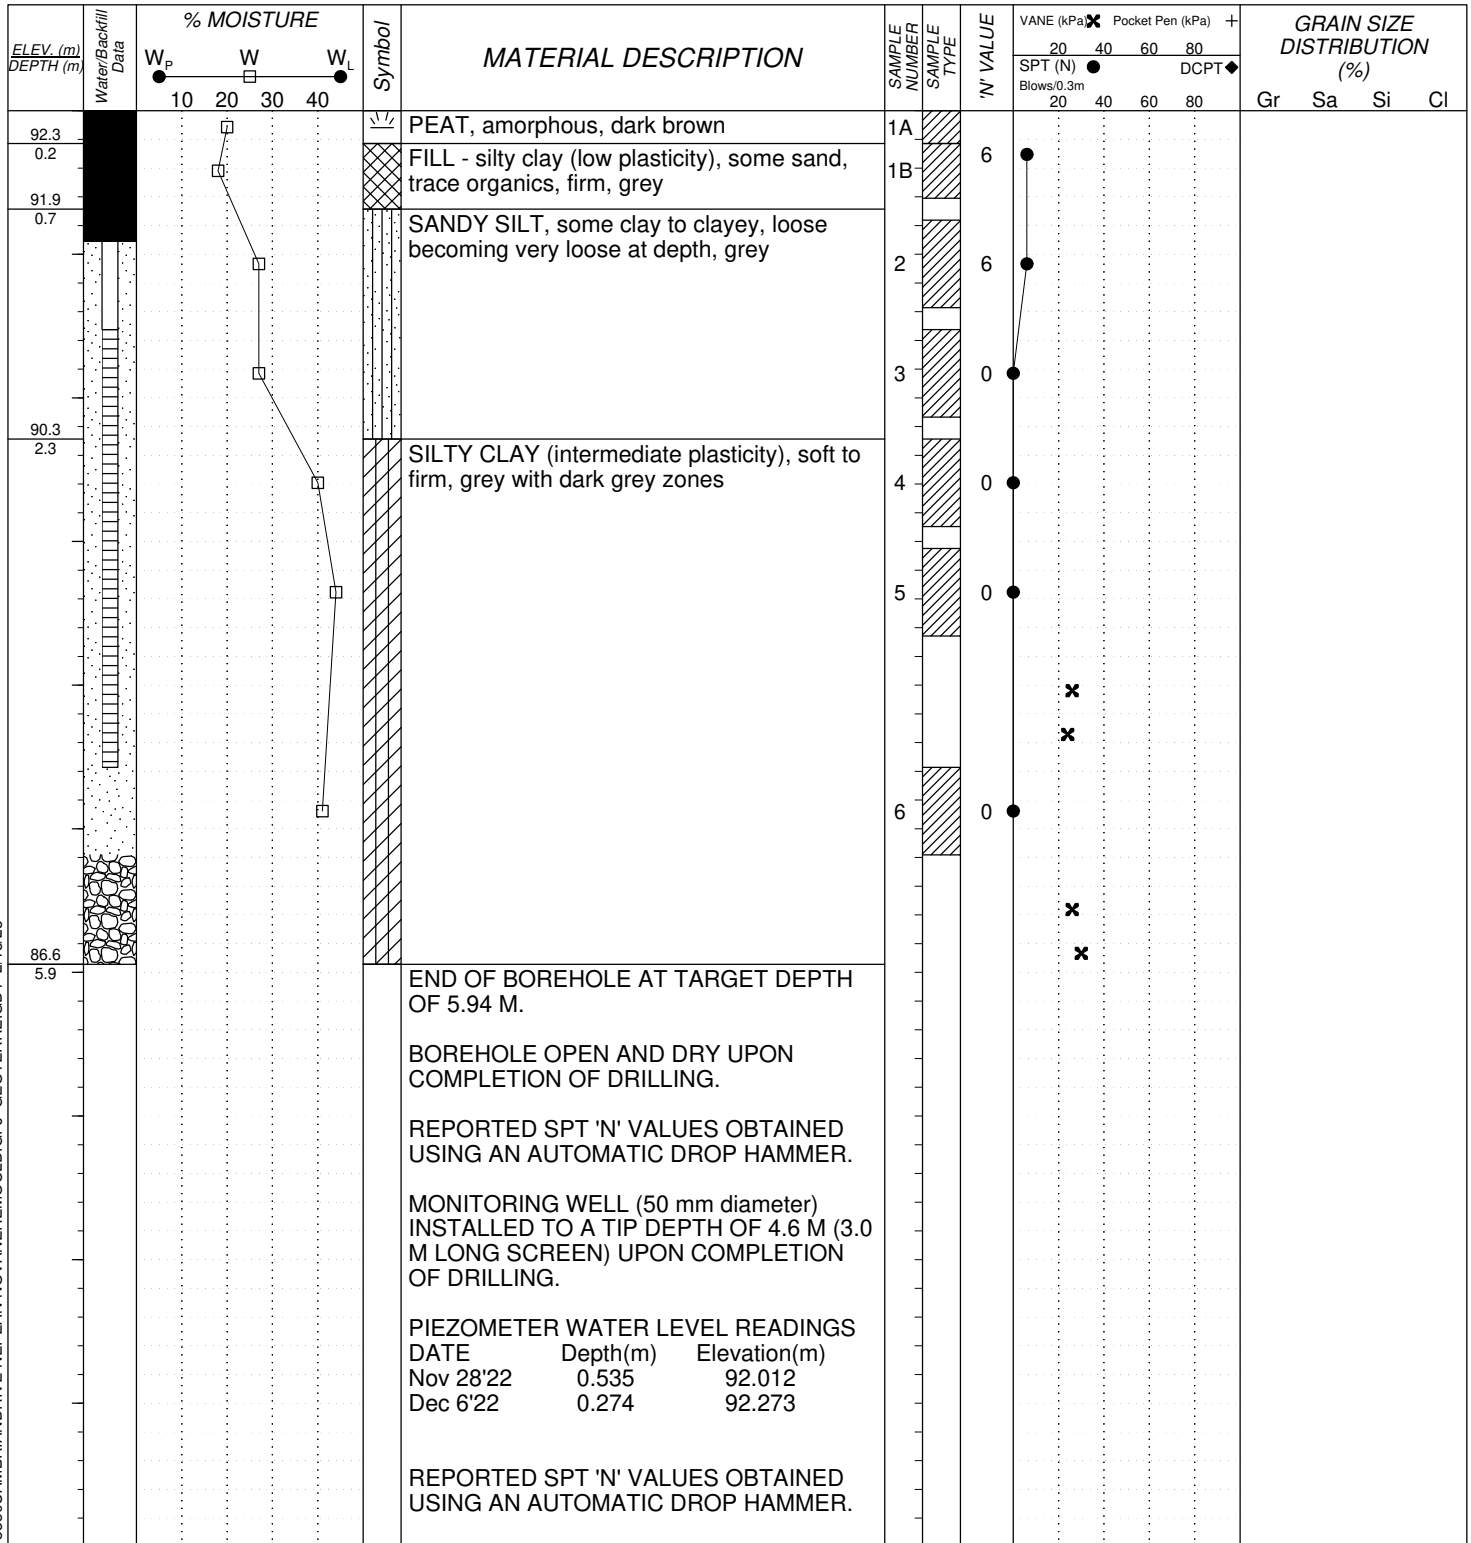 ELEV. (m)
DEPTH (m)
Water/Backfill
Data
% MOISTURE
WP W WL
10 20 30 40
Symbol
MATERIAL DESCRIPTION
SAMPLE
NUMBER
SAMPLE
TYPE
'N' VALUE
VANE (kPa) Pocket Pen (kPa)
20 40 60 80
SPT (N) DCPT
Blows/0.3m
20 40 60 80
GRAIN SIZE
DISTRIBUTION
(%)
Gr Sa Si Cl
92.3
0.2
PEAT, amorphous, dark brown
1A
FILL - silty clay (low plasticity), some sand,
trace organics, firm, grey
1B
6
91.9
0.7
SANDY SILT, some clay to clayey, loose
becoming very loose at depth, grey
2
6
3
0
90.3
2.3
SILTY CLAY (intermediate plasticity), soft to
firm, grey with dark grey zones
4
0
5
0
6
0
86.6
5.9
END OF BOREHOLE AT TARGET DEPTH
OF 5.94 M.
BOREHOLE OPEN AND DRY UPON
COMPLETION OF DRILLING.
REPORTED SPT 'N' VALUES OBTAINED
USING AN AUTOMATIC DROP HAMMER.
MONITORING WELL (50 mm diameter)
INSTALLED TO A TIP DEPTH OF 4.6 M (3.0
M LONG SCREEN) UPON COMPLETION
OF DRILLING.
PIEZOMETER WATER LEVEL READINGS
DATE Depth(m) Elevation(m)
Nov 28'22 0.535 92.012
Dec 6'22 0.274 92.273
REPORTED SPT 'N' VALUES OBTAINED
USING AN AUTOMATIC DROP HAMMER.